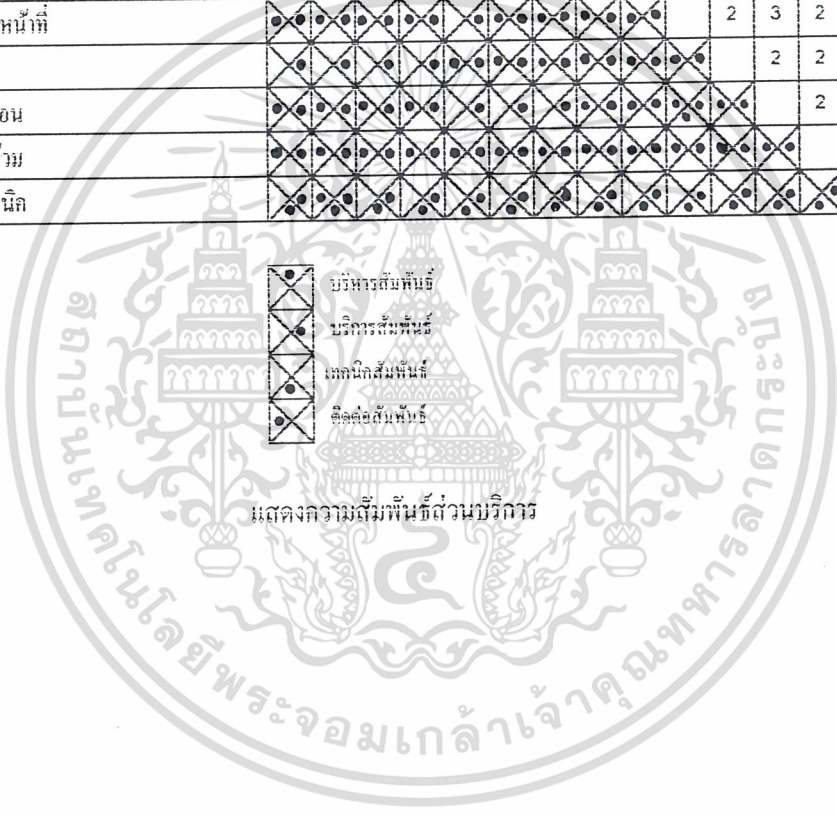 หน้าที่ 2 3 2
2 2
อน 2
วม
นิค
บริหารสัมพันธ์
บริการสัมพันธ์
เทคนิคสัมพันธ์
ติดต่อสัมพันธ์
แสดงความสัมพันธ์ส่วนบริการ
สถาบันเทคโนโลยีพระจอมเกล้าเจ้าคุณทหารลาดกระบัง